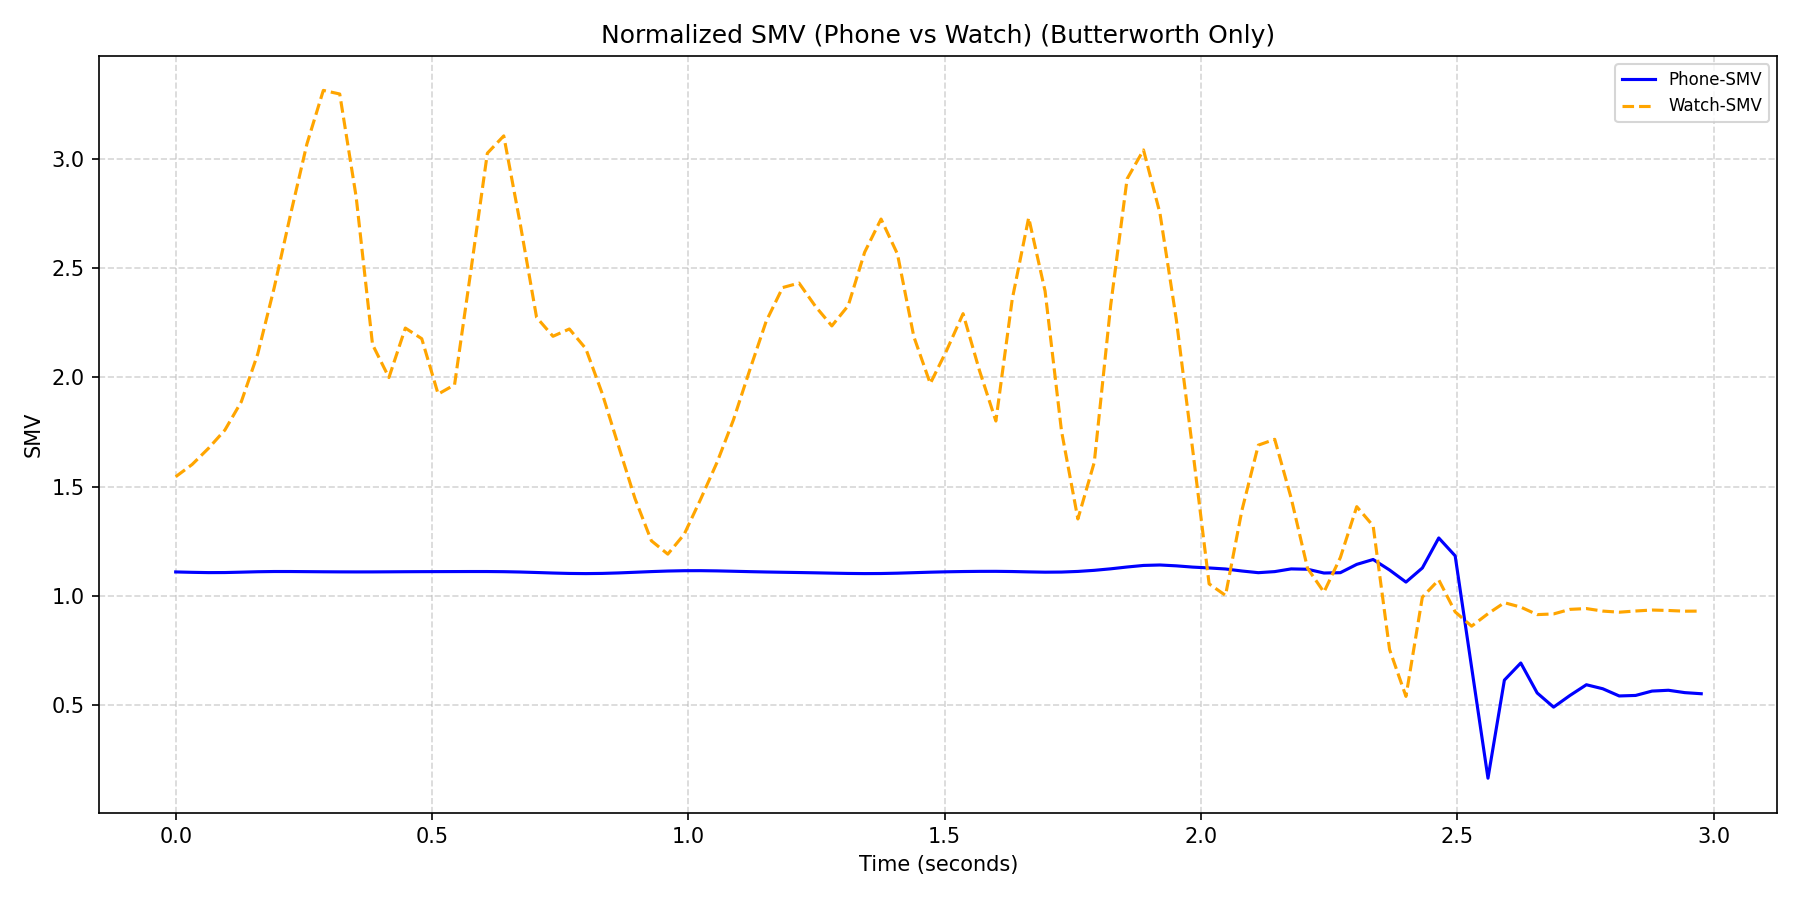 Normalized SMV (Phone vs Watch) (Butterworth Only)
Phone-SMV
Watch-SMV
3.0
2.5
2.0
1.5
1.0
0.5
SMV
0.0 0.5 1.0 1.5 2.0 2.5 3.0
Time (seconds)